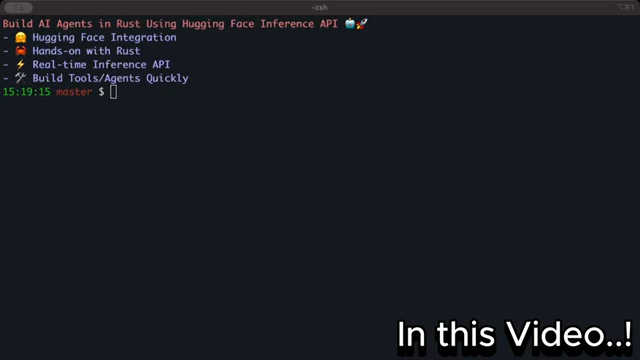 -zsh
Build AI Agents in Rust Using Hugging Face Inference API 🤖🚀
- 🤗 Hugging Face Integration
- 🦀 Hands-on with Rust
- ⚡ Real-time Inference API
- 🛠️ Build Tools/Agents Quickly
15:19:15 master $
In this Video..!